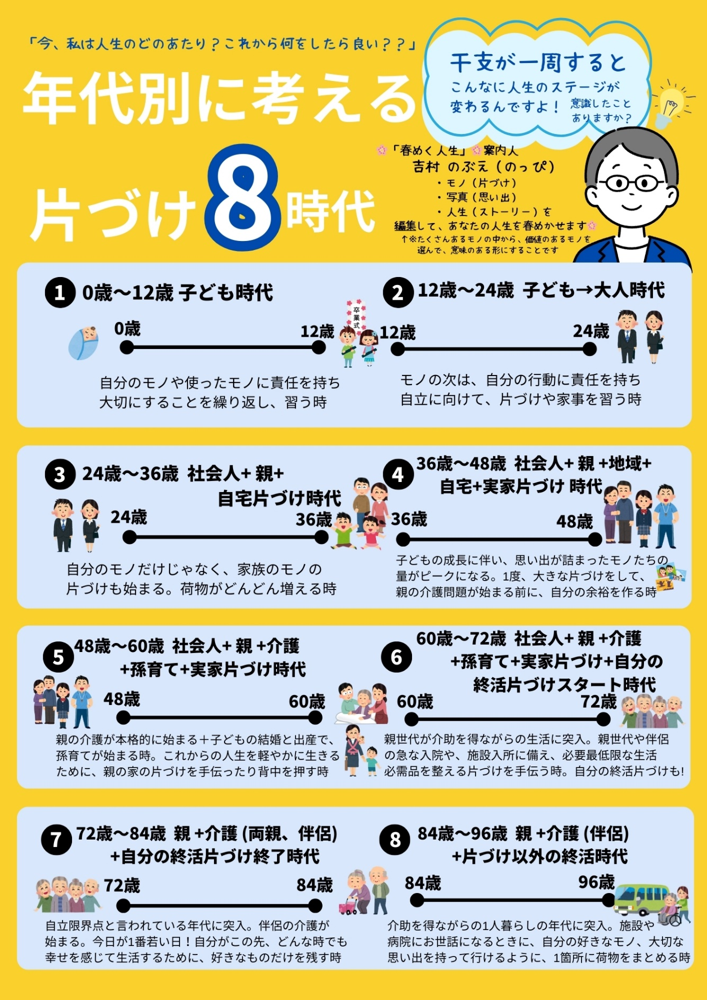 「今、私は人生のどのあたり？これから何をしたら良い？？」
年代別に考える
片づけ8時代
干支が一周すると
こんなに人生のステージが
変わるんですよ！ 意識したこと
ありますか？
「春めく人生」 案内人
吉村 のぶえ（のっぴ）
・モノ（片づけ）
・写真（思い出）
・人生（ストーリー）を
編集して、あなたの人生を春めかせます
↑※たくさんあるモノの中から、価値のあるモノを
選んで、意味のある形にすることです
1 0歳～12歳 子ども時代
0歳
12歳
卒業式
自分のモノや使ったモノに責任を持ち
大切にすることを繰り返し、習う時
2 12歳～24歳 子ども→大人時代
12歳
24歳
モノの次は、自分の行動に責任を持ち
自立に向けて、片づけや家事を習う時
3 24歳～36歳 社会人+ 親+
自宅片づけ時代
24歳
36歳
自分のモノだけじゃなく、家族のモノの
片づけも始まる。荷物がどんどん増える時
4 36歳～48歳 社会人+ 親 +地域+
自宅+実家片づけ 時代
36歳
48歳
子どもの成長に伴い、思い出が詰まったモノたちの
量がピークになる。1度、大きな片づけをして、
親の介護問題が始まる前に、自分の余裕を作る時
5 48歳～60歳 社会人+ 親 +介護
+孫育て+実家片づけ時代
48歳
60歳
親の介護が本格的に始まる＋子どもの結婚と出産で、
孫育てが始まる時。これからの人生を軽やかに生きる
ために、親の家の片づけを手伝ったり背中を押す時
6 60歳～72歳 社会人+ 親 +介護
+孫育て+実家片づけ+自分の
終活片づけスタート時代
60歳
72歳
親世代が介助を得ながらの生活に突入。親世代や伴侶
の急な入院や、施設入所に備え、必要最低限な生活
必需品を整える片づけを手伝う時。自分の終活片づけも!
7 72歳～84歳 親 +介護 (両親、伴侶)
+自分の終活片づけ終了時代
72歳
84歳
自立限界点と言われている年代に突入。伴侶の介護が
始まる。今日が1番若い日！自分がこの先、どんな時でも
幸せを感じて生活するために、好きなものだけを残す時
8 84歳～96歳 親 +介護 (伴侶)
+片づけ以外の終活時代
84歳
96歳
介助を得ながらの1人暮らしの年代に突入。施設や
病院にお世話になるときに、自分の好きなモノ、大切な
思い出を持って行けるように、1箇所に荷物をまとめる時